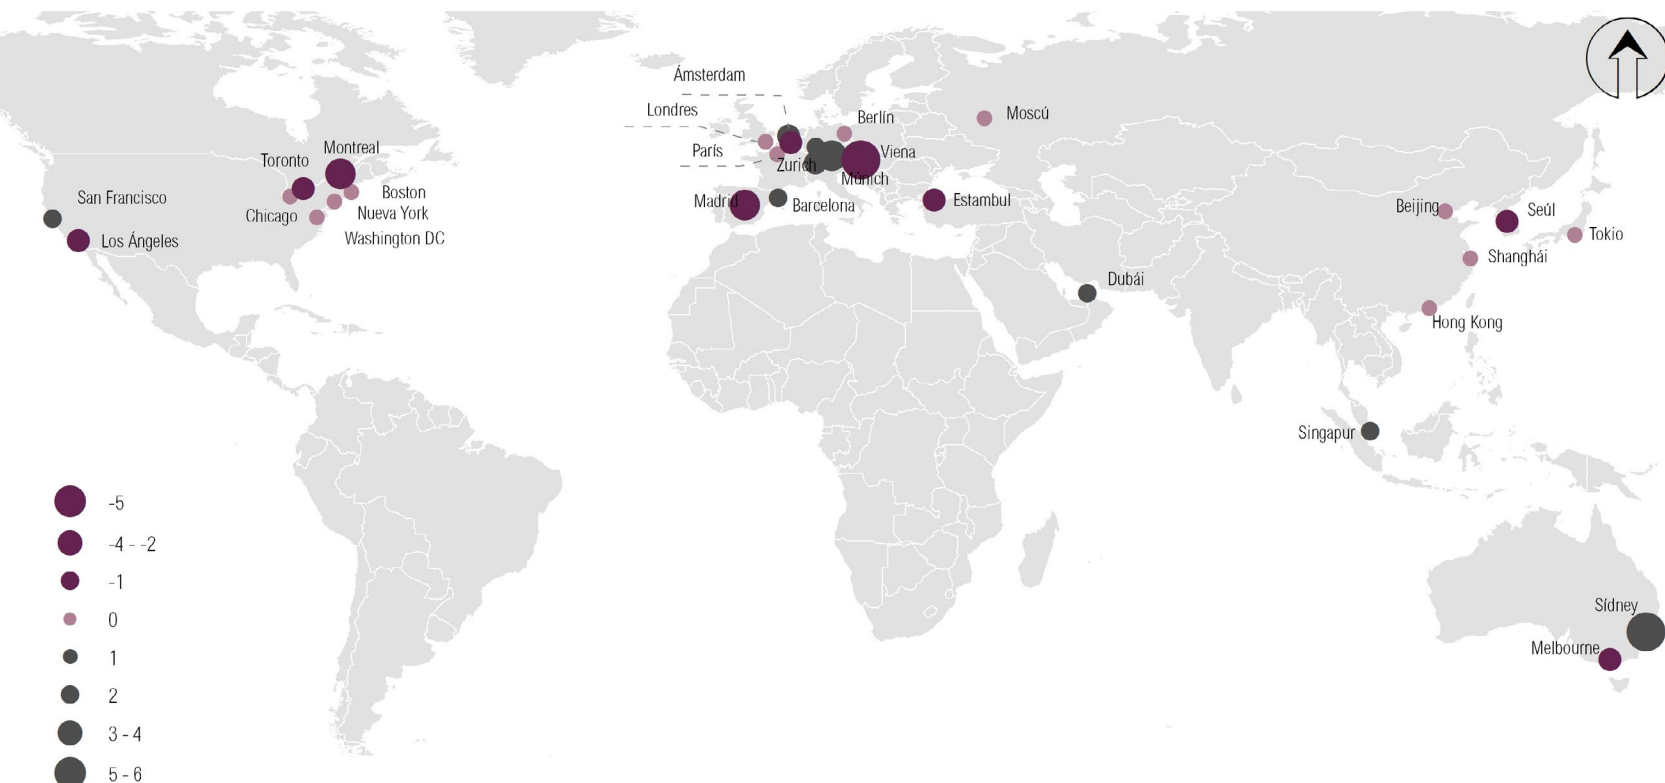 Ámsterdam
Londres
París
Berlín
Moscú
Zurich
Viena
Múnich
Madrid
Barcelona
Estambul
Toronto
Montreal
San Francisco
Chicago
Boston
Nueva York
Washington DC
Los Ángeles
Beijing
Seúl
Tokio
Shanghái
Hong Kong
Dubái
Singapur
Sídney
Melbourne
-5
-4 - -2
-1
0
1
2
3 - 4
5 - 6